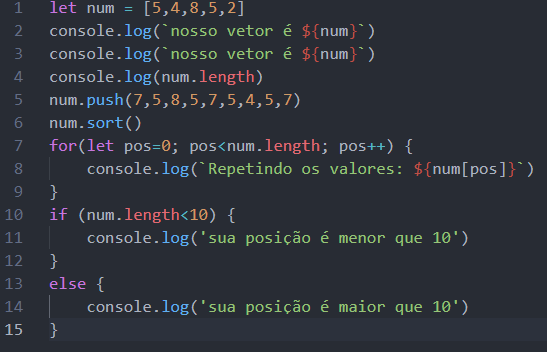 1 let num = [5,4,8,5,2]
2 console.log(`nosso vetor é ${num}`)
3 console.log(`nosso vetor é ${num}`)
4 console.log(num.length)
5 num.push(7,5,8,5,7,5,4,5,7)
6 num.sort()
7 for(let pos=0; pos<num.length; pos++) {
8     console.log(`Repetindo os valores: ${num[pos]}`)
9 }
10 if (num.length<10) {
11     console.log('sua posição é menor que 10')
12 }
13 else {
14     console.log('sua posição é maior que 10')
15 }